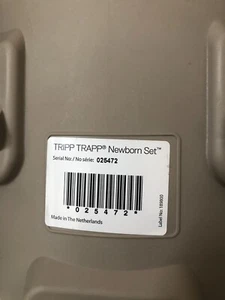 TRIPP TRAPP® Newborn Set™
Serial No./No série: 025472
*025472*
Made in The Netherlands